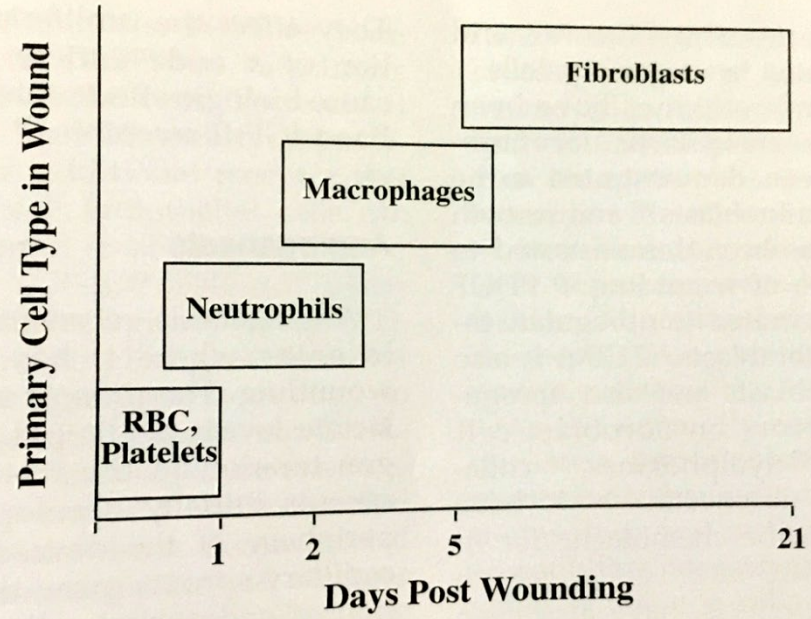 Primary Cell Type in Wound
Fibroblasts
Macrophages
Neutrophils
RBC,
Platelets
1 2 5 21
Days Post Wounding